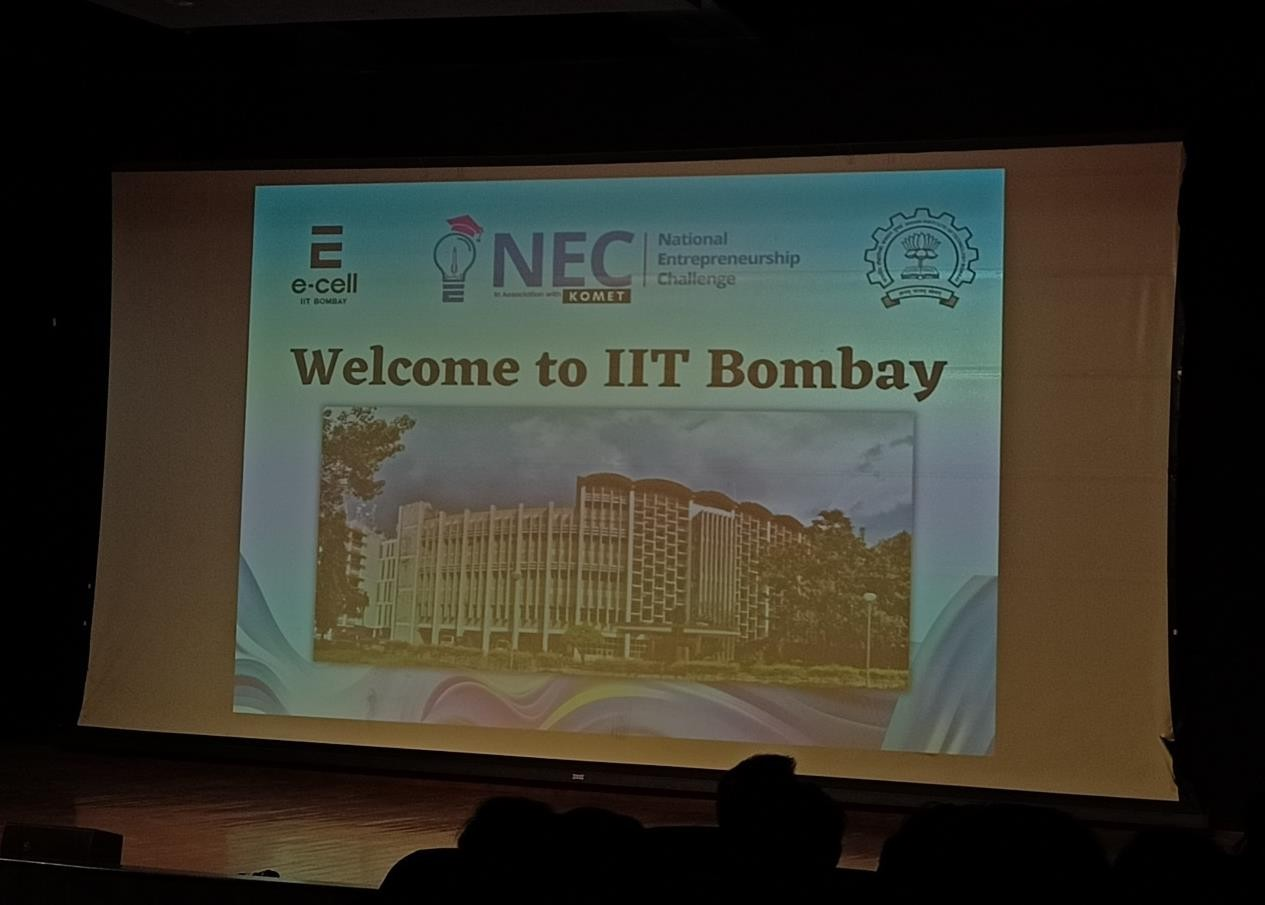 e-cell
IIT BOMBAY
NEC
In Association with KOMET
National
Entrepreneurship
Challenge
Welcome to IIT Bombay